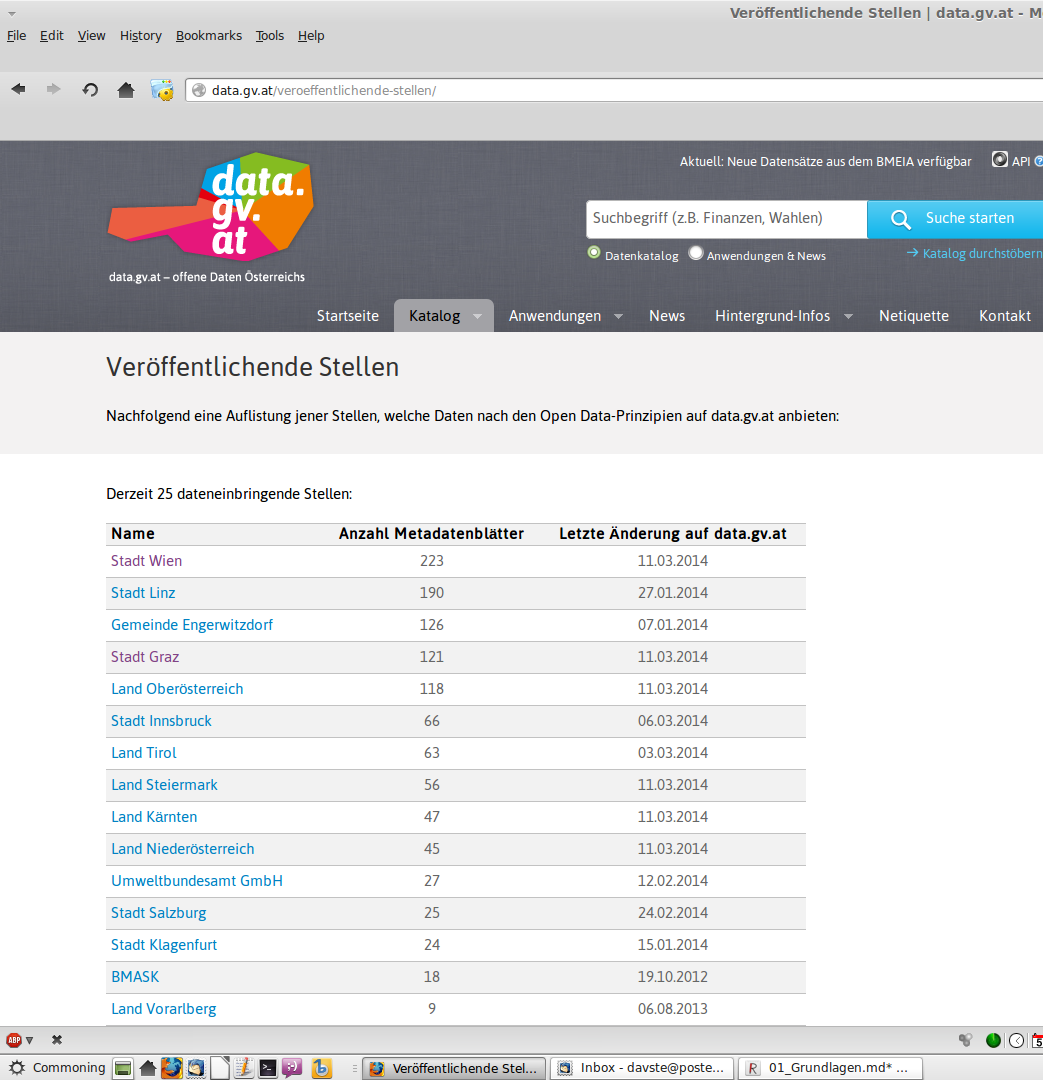 Veröffentlichende Stellen | data.gv.at - M
File Edit View History Bookmarks Tools Help
data.gv.at/veroeffentlichende-stellen/
data.
gv.
at
data.gv.at – offene Daten Österreichs
Aktuell: Neue Datensätze aus dem BMEIA verfügbar API ?
Suchbegriff (z.B. Finanzen, Wahlen) Suche starten
Datenkatalog Anwendungen & News → Katalog durchstöbern
Startseite Katalog Anwendungen News Hintergrund-Infos Netiquette Kontakt
Veröffentlichende Stellen
Nachfolgend eine Auflistung jener Stellen, welche Daten nach den Open Data-Prinzipien auf data.gv.at anbieten:
Derzeit 25 dateneinbringende Stellen:
Name Anzahl Metadatenblätter Letzte Änderung auf data.gv.at
Stadt Wien 223 11.03.2014
Stadt Linz 190 27.01.2014
Gemeinde Engerwitzdorf 126 07.01.2014
Stadt Graz 121 11.03.2014
Land Oberösterreich 118 11.03.2014
Stadt Innsbruck 66 06.03.2014
Land Tirol 63 03.03.2014
Land Steiermark 56 11.03.2014
Land Kärnten 47 11.03.2014
Land Niederösterreich 45 11.03.2014
Umweltbundesamt GmbH 27 12.02.2014
Stadt Salzburg 25 24.02.2014
Stadt Klagenfurt 24 15.01.2014
BMASK 18 19.10.2012
Land Vorarlberg 9 06.08.2013
ABP 5
Commoning Veröffentlichende Stel... Inbox - davste@poste... R 01_Grundlagen.md* ...